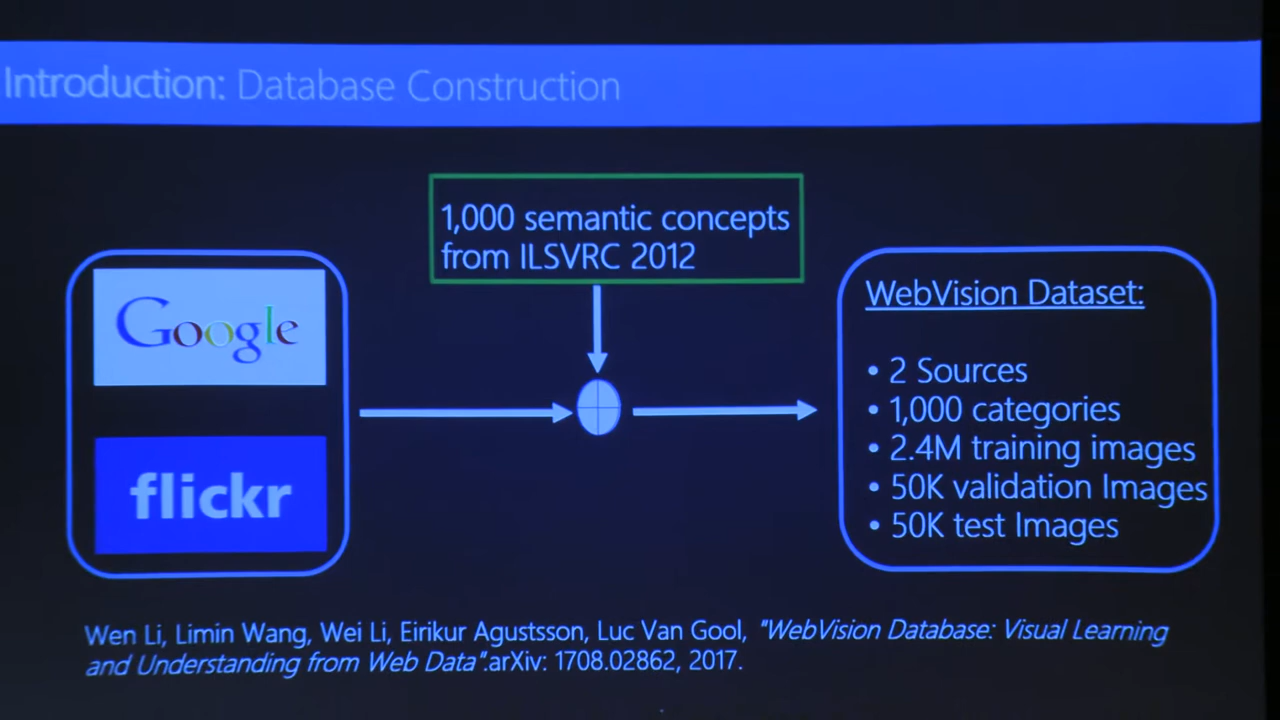 Introduction: Database Construction
1,000 semantic concepts
from ILSVRC 2012
Google
flickr
WebVision Dataset:
• 2 Sources
• 1,000 categories
• 2.4M training images
• 50K validation Images
• 50K test Images
Wen Li, Limin Wang, Wei Li, Eirikur Agustsson, Luc Van Gool, "WebVision Database: Visual Learning
and Understanding from Web Data".arXiv: 1708.02862, 2017.